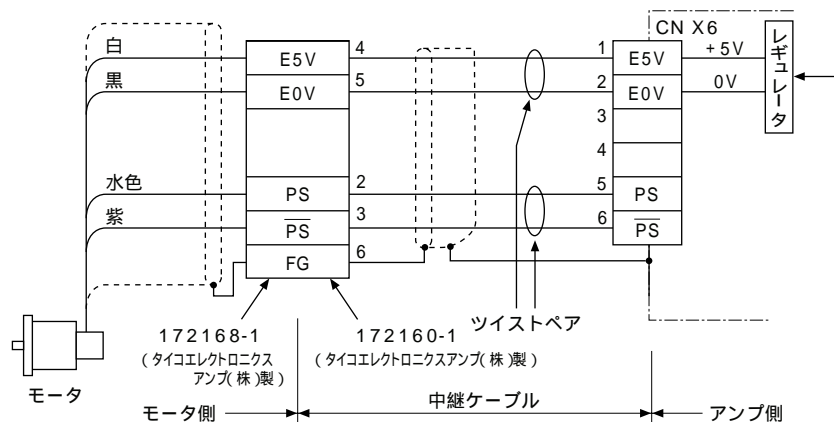 CN X6
白
4
1
E5V
E5V
+5V
レギュレータ
黒
5
2
E0V
E0V
0V
3
4
水色
2
5
PS
PS
紫
3
6
PS
PS
6
FG
172168-1
(タイコエレクトロニクス
アンプ(株)製)
172160-1
(タイコエレクトロニクスアンプ(株)製)
ツイストペア
モータ
モータ側
中継ケーブル
アンプ側